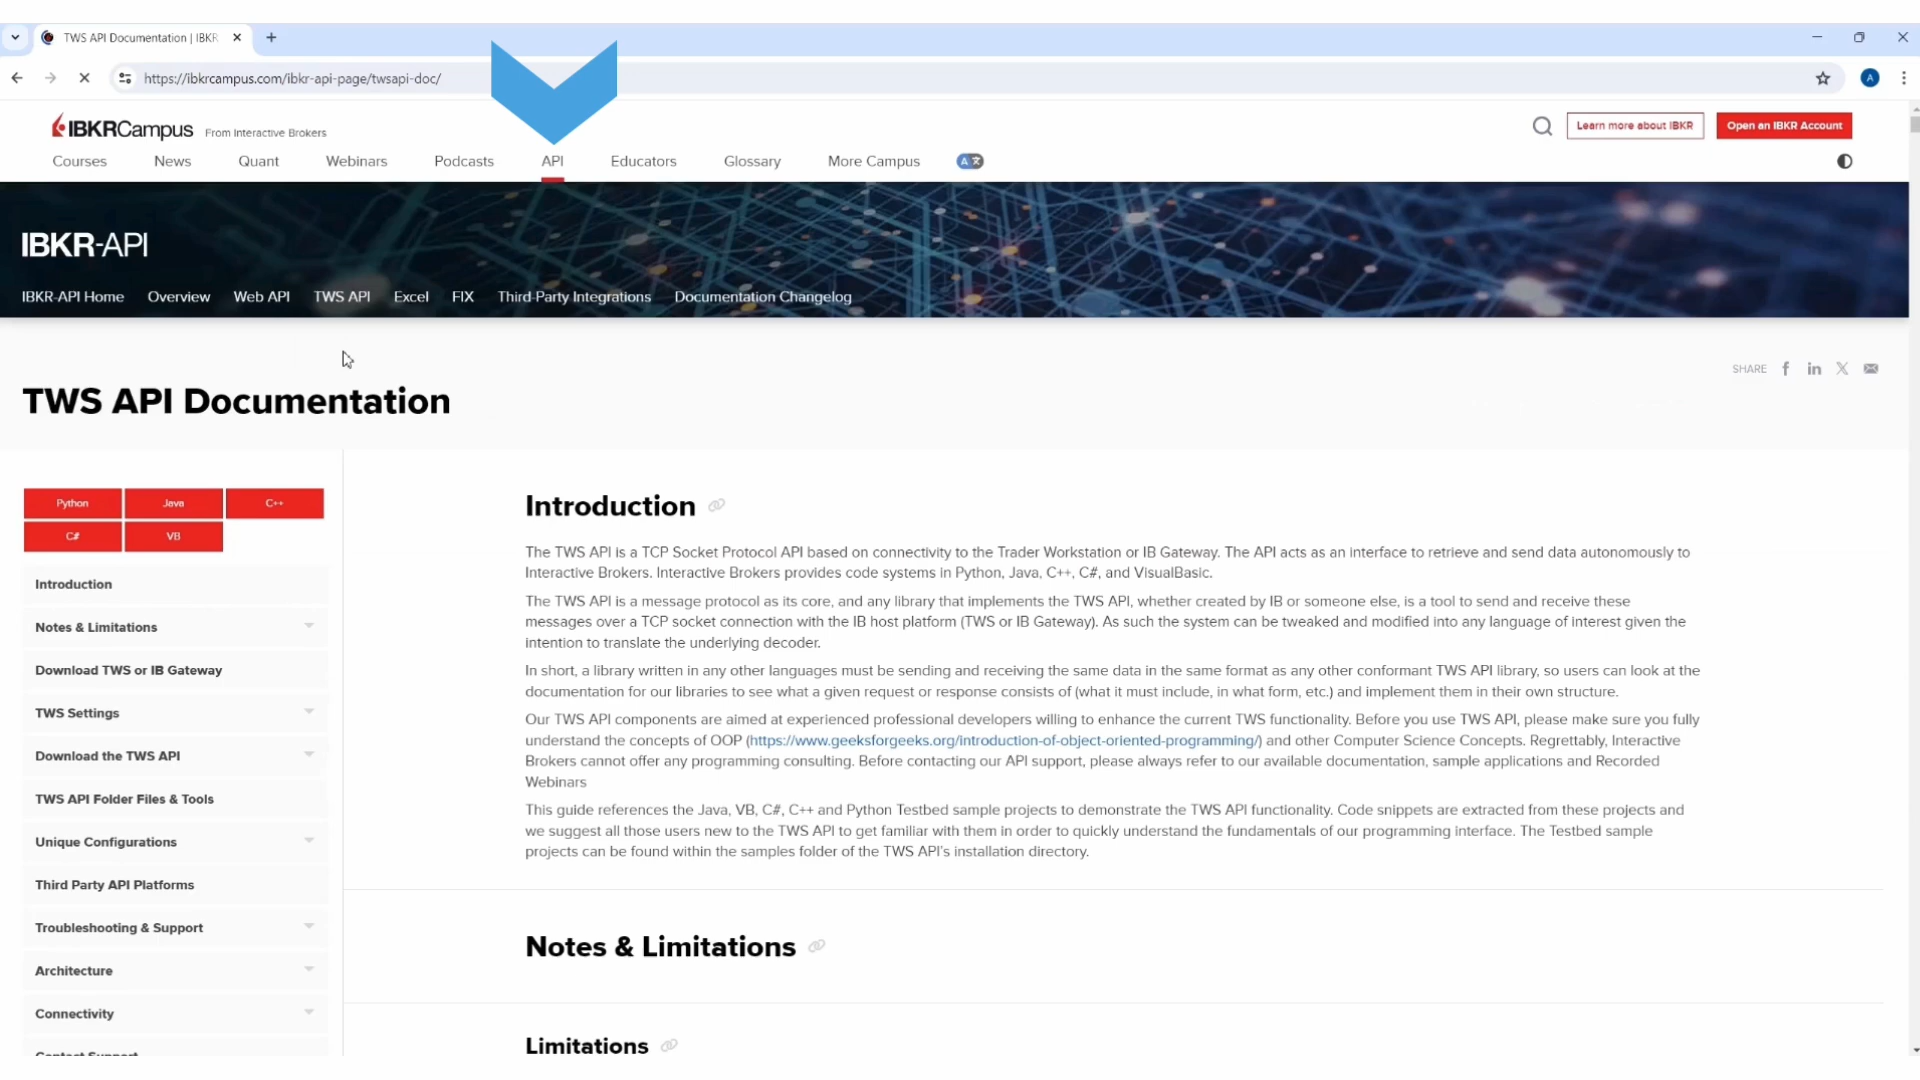 TWS API Documentation | IBKR
https://ibkrcampus.com/ibkr-api-page/twsapi-doc/
A
IBKRCampus From Interactive Brokers
Learn more about IBKR
Open an IBKR Account
Courses News Quant Webinars Podcasts API Educators Glossary More Campus A文
IBKR-API
IBKR-API Home Overview Web API TWS API Excel FIX Third-Party Integrations Documentation Changelog
SHARE
TWS API Documentation
Python Java C++
C# VB
Introduction
Notes & Limitations
Download TWS or IB Gateway
TWS Settings
Download the TWS API
TWS API Folder Files & Tools
Unique Configurations
Third Party API Platforms
Troubleshooting & Support
Architecture
Connectivity
Contact Support
Introduction
The TWS API is a TCP Socket Protocol API based on connectivity to the Trader Workstation or IB Gateway. The API acts as an interface to retrieve and send data autonomously to
Interactive Brokers. Interactive Brokers provides code systems in Python, Java, C++, C#, and VisualBasic.
The TWS API is a message protocol as its core, and any library that implements the TWS API, whether created by IB or someone else, is a tool to send and receive these
messages over a TCP socket connection with the IB host platform (TWS or IB Gateway). As such the system can be tweaked and modified into any language of interest given the
intention to translate the underlying decoder.
In short, a library written in any other languages must be sending and receiving the same data in the same format as any other conformant TWS API library, so users can look at the
documentation for our libraries to see what a given request or response consists of (what it must include, in what form, etc.) and implement them in their own structure.
Our TWS API components are aimed at experienced professional developers willing to enhance the current TWS functionality. Before you use TWS API, please make sure you fully
understand the concepts of OOP (https://www.geeksforgeeks.org/introduction-of-object-oriented-programming/) and other Computer Science Concepts. Regrettably, Interactive
Brokers cannot offer any programming consulting. Before contacting our API support, please always refer to our available documentation, sample applications and Recorded
Webinars
This guide references the Java, VB, C#, C++ and Python Testbed sample projects to demonstrate the TWS API functionality. Code snippets are extracted from these projects and
we suggest all those users new to the TWS API to get familiar with them in order to quickly understand the fundamentals of our programming interface. The Testbed sample
projects can be found within the samples folder of the TWS API's installation directory.
Notes & Limitations
Limitations